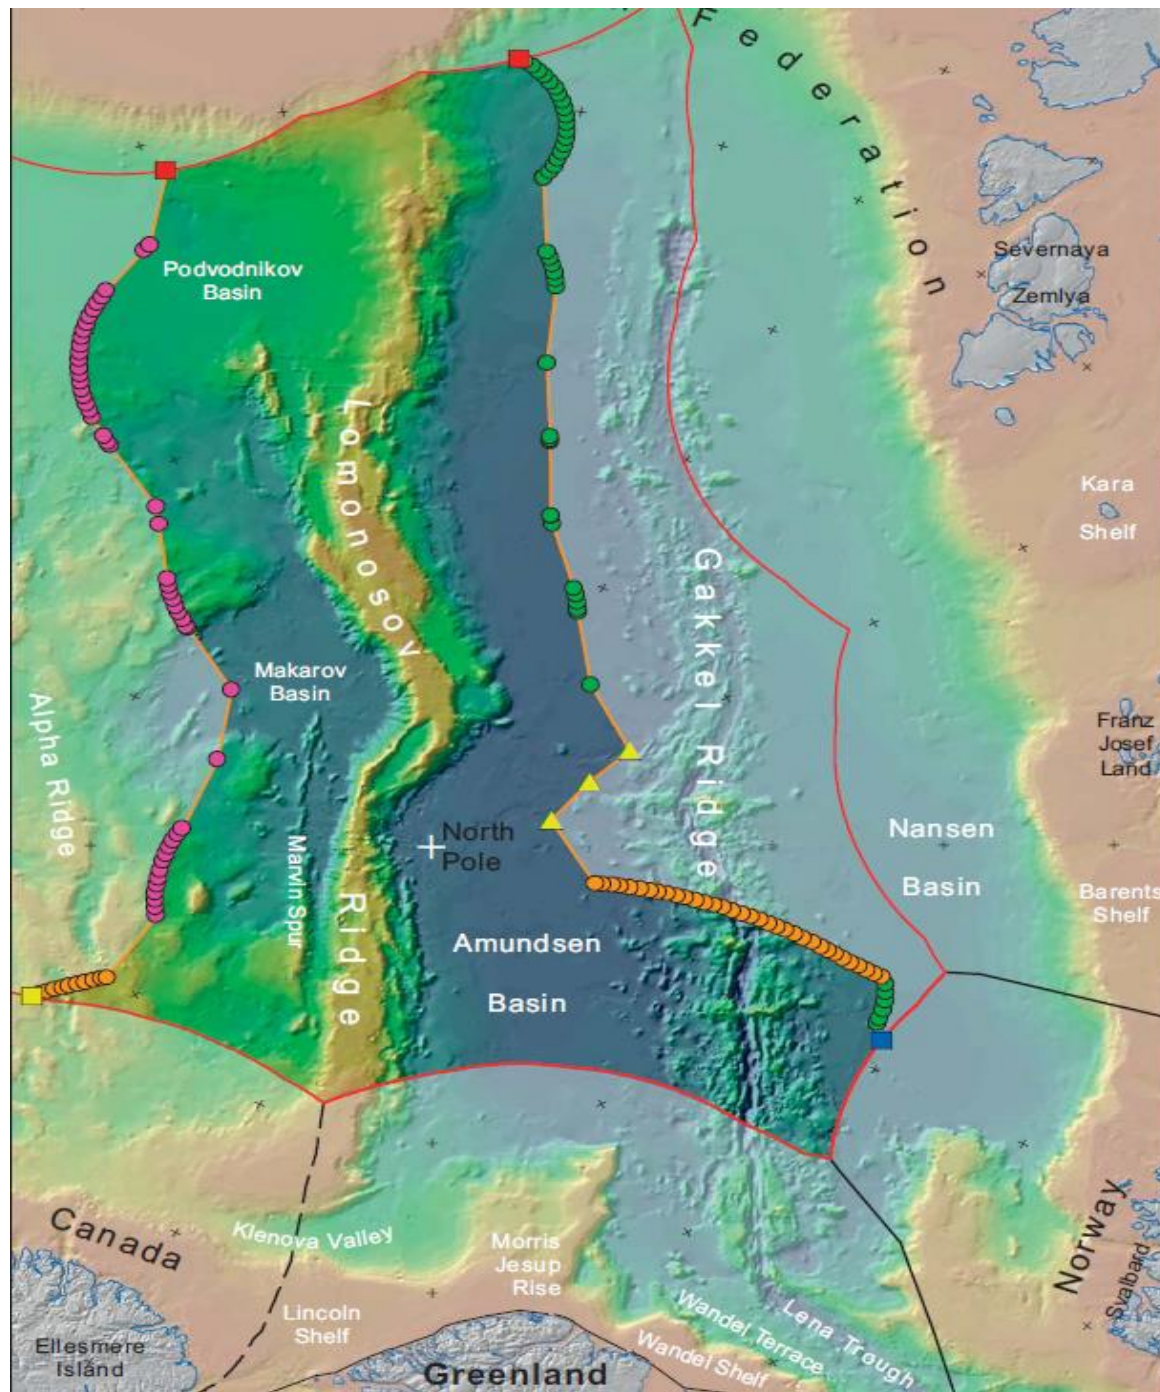 Federation
Severnaya
Zemlya
Podvodnikov
Basin
Lomonosov
Ridge
Kara
Shelf
Gakkel Ridge
Makarov
Basin
Alpha Ridge
Franz
Josef
Land
North
Pole
Marvin Spur
Nansen
Basin
Barents
Shelf
Amundsen
Basin
Canada
Klenova Valley
Morris
Jesup
Rise
Norway
Svalbard
Lincoln
Shelf
Wandel Terrace
Lena Trough
Wandel Shelf
Ellesmere
Island
Greenland